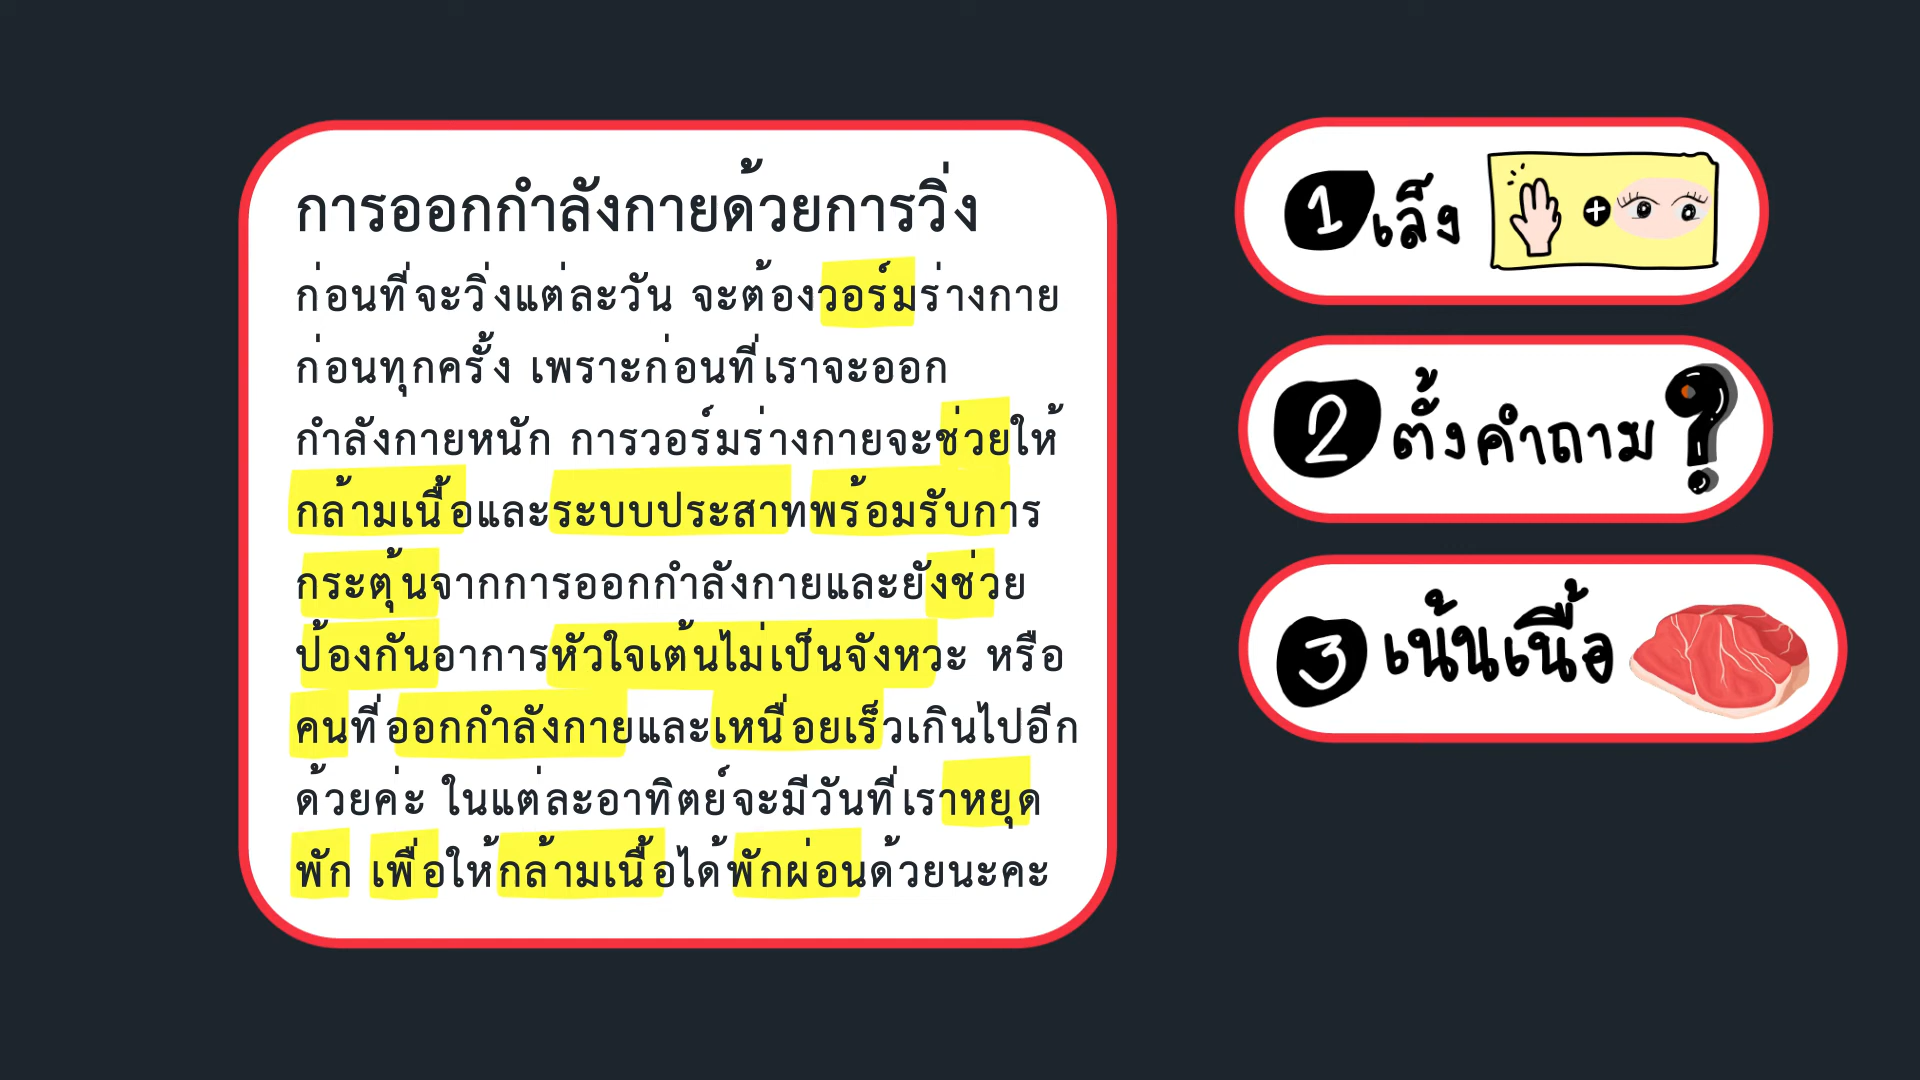 การออกกำลังกายด้วยการวิ่ง
ก่อนที่จะวิ่งแต่ละวัน จะต้องวอร์มร่างกาย
ก่อนทุกครั้ง เพราะก่อนที่เราจะออก
กำลังกายหนัก การวอร์มร่างกายจะช่วยให้
กล้ามเนื้อและระบบประสาทพร้อมรับการ
กระตุ้นจากการออกกำลังกายและยังช่วย
ป้องกันอาการหัวใจเต้นไม่เป็นจังหวะ หรือ
คนที่ออกกำลังกายและเหนื่อยเร็วเกินไปอีก
ด้วยค่ะ ในแต่ละอาทิตย์จะมีวันที่เราหยุด
พัก เพื่อให้กล้ามเนื้อได้พักผ่อนด้วยนะคะ
1 เล็ง +
2 ตั้งคำถาม ?
3 เน้นเนื้อ